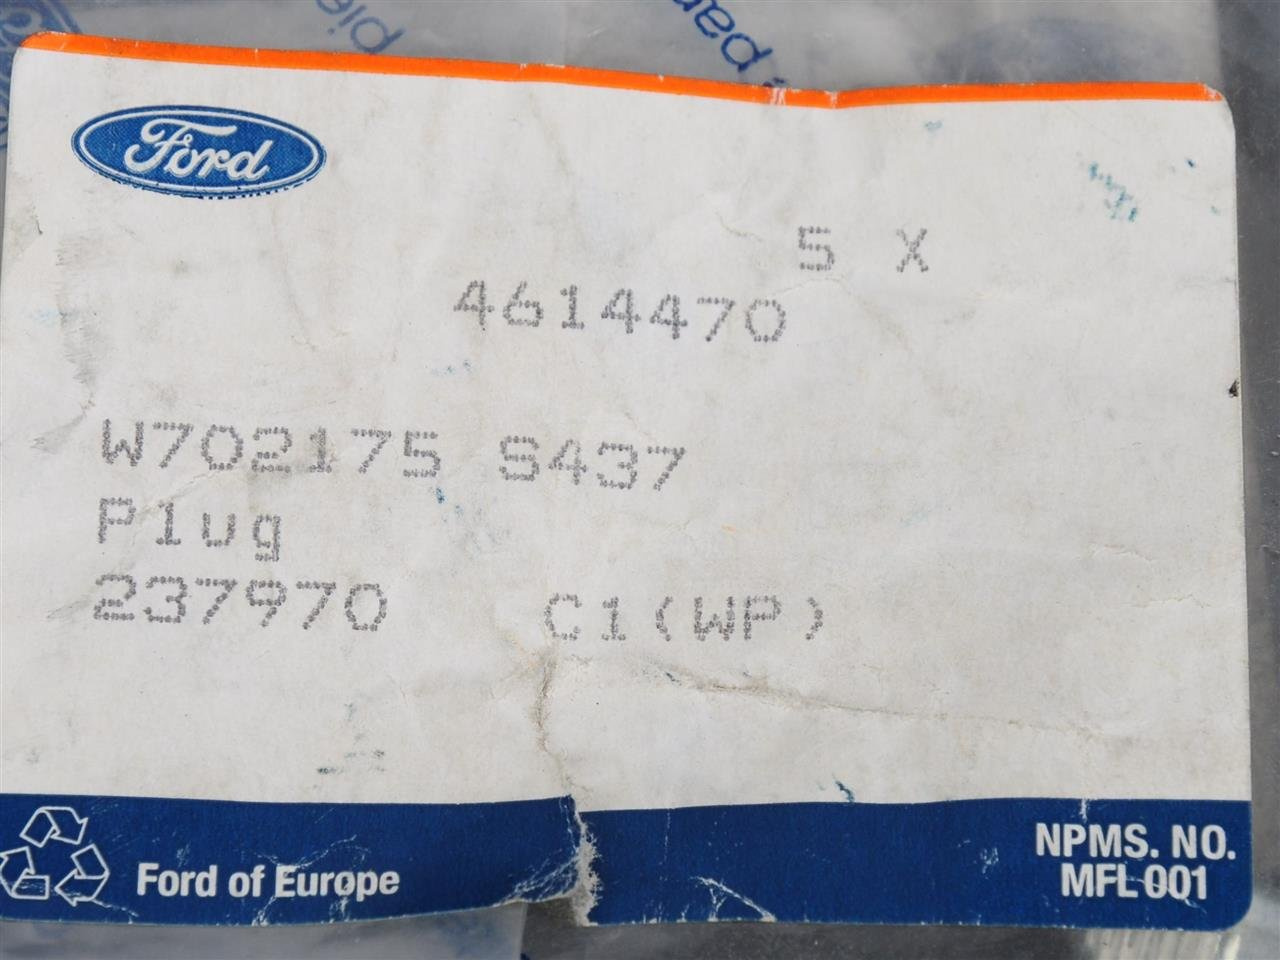 Ford
5 X
4614470
W702175 S437
Plug
237970 C1(WP)
Ford of Europe
NPMS. NO.
MFL 001